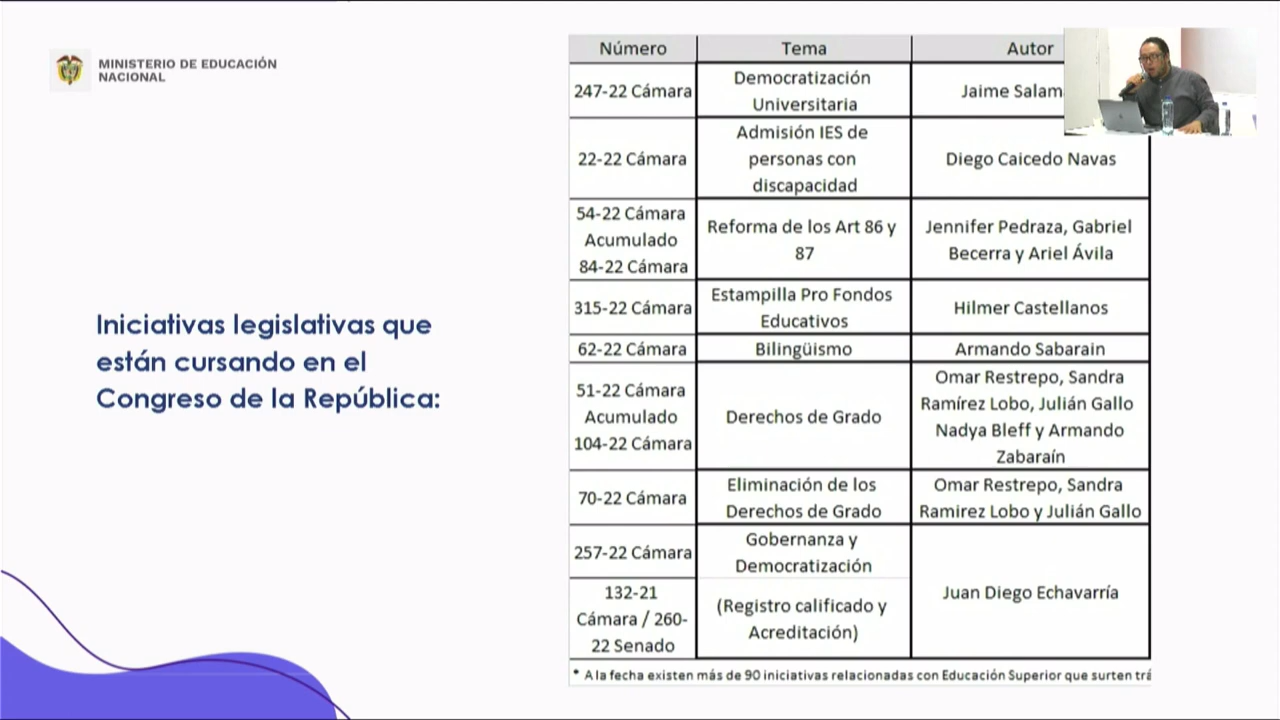 MINISTERIO DE EDUCACIÓN
NACIONAL
Iniciativas legislativas que
están cursando en el
Congreso de la República:
Número Tema Autor
247-22 Cámara Democratización Universitaria Jaime
22-22 Cámara Admisión IES de personas con discapacidad Diego Caicedo Navas
54-22 Cámara Acumulado 84-22 Cámara Reforma de los Art 86 y 87 Jennifer Pedraza, Gabriel Becerra y Ariel Ávila
315-22 Cámara Estampilla Pro Fondos Educativos Hilmer Castellanos
62-22 Cámara Bilingüismo Armando Sabarain
51-22 Cámara Acumulado 104-22 Cámara Derechos de Grado Omar Restrepo, Sandra Ramírez Lobo, Julián Gallo Nadya Bleff y Armando Zabaraín
70-22 Cámara Eliminación de los Derechos de Grado Omar Restrepo, Sandra Ramirez Lobo y Julián Gallo
257-22 Cámara Gobernanza y Democratización Juan Diego Echavarría
132-21 Cámara / 260-22 Senado (Registro calificado y Acreditación)
* A la fecha existen más de 90 iniciativas relacionadas con Educación Superior que surten